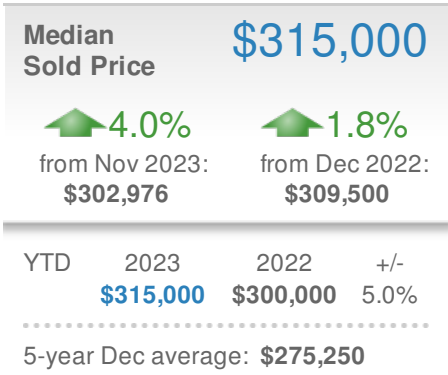 Median
Sold Price
$315,000
4.0%
1.8%
from Nov 2023:
from Dec 2022:
$302,976
$309,500
YTD 2023 2022 +/-
$315,000 $300,000 5.0%
5-year Dec average: $275,250